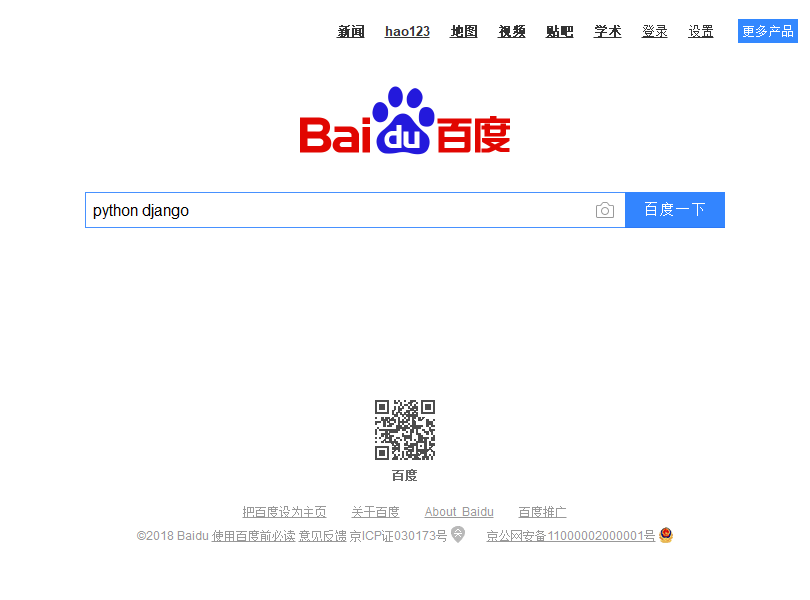 新闻 hao123 地图 视频 贴吧 学术 登录 设置 更多产品
Bai du 百度
python django 百度一下
百度
把百度设为主页 关于百度 About Baidu 百度推广
©2018 Baidu 使用百度前必读 意见反馈 京ICP证030173号 京公网安备11000002000001号